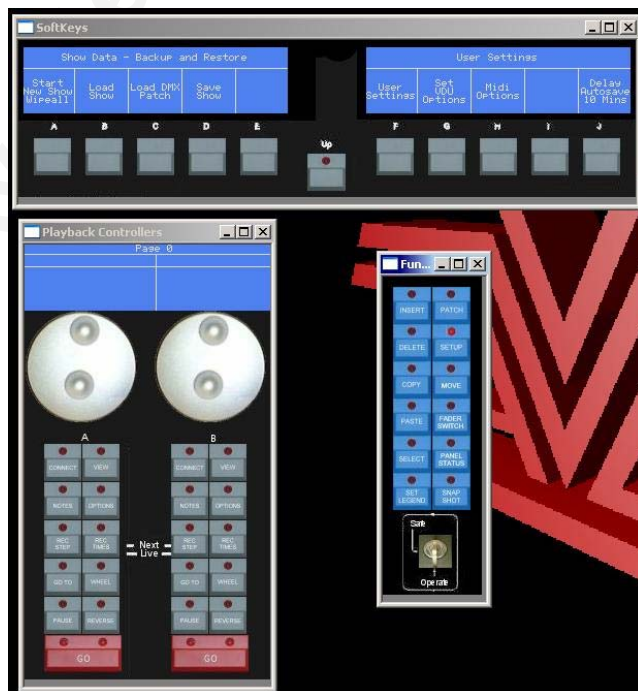 SoftKeys
Show Data - Backup and Restore
User Settings
Start New Show Wipeall
Load Show
Load DMX Patch
Save Show
User Settings
Set VDU Options
Midi Options
Delay Autosave 10 Mins
A B C D E
Up
F G H I J
Playback Controllers
Page 0
A B
CONNECT VIEW CONNECT VIEW
NOTES OPTIONS NOTES OPTIONS
REC STEP REC TIMES REC STEP REC TIMES
Next
Live
GO TO WHEEL GO TO WHEEL
PAUSE REVERSE PAUSE REVERSE
GO GO
Fun...
INSERT PATCH
DELETE SETUP
COPY MOVE
PASTE FADER SWITCH
SELECT PANEL STATUS
SET LEGEND SNAP SHOT
Safe
Operate